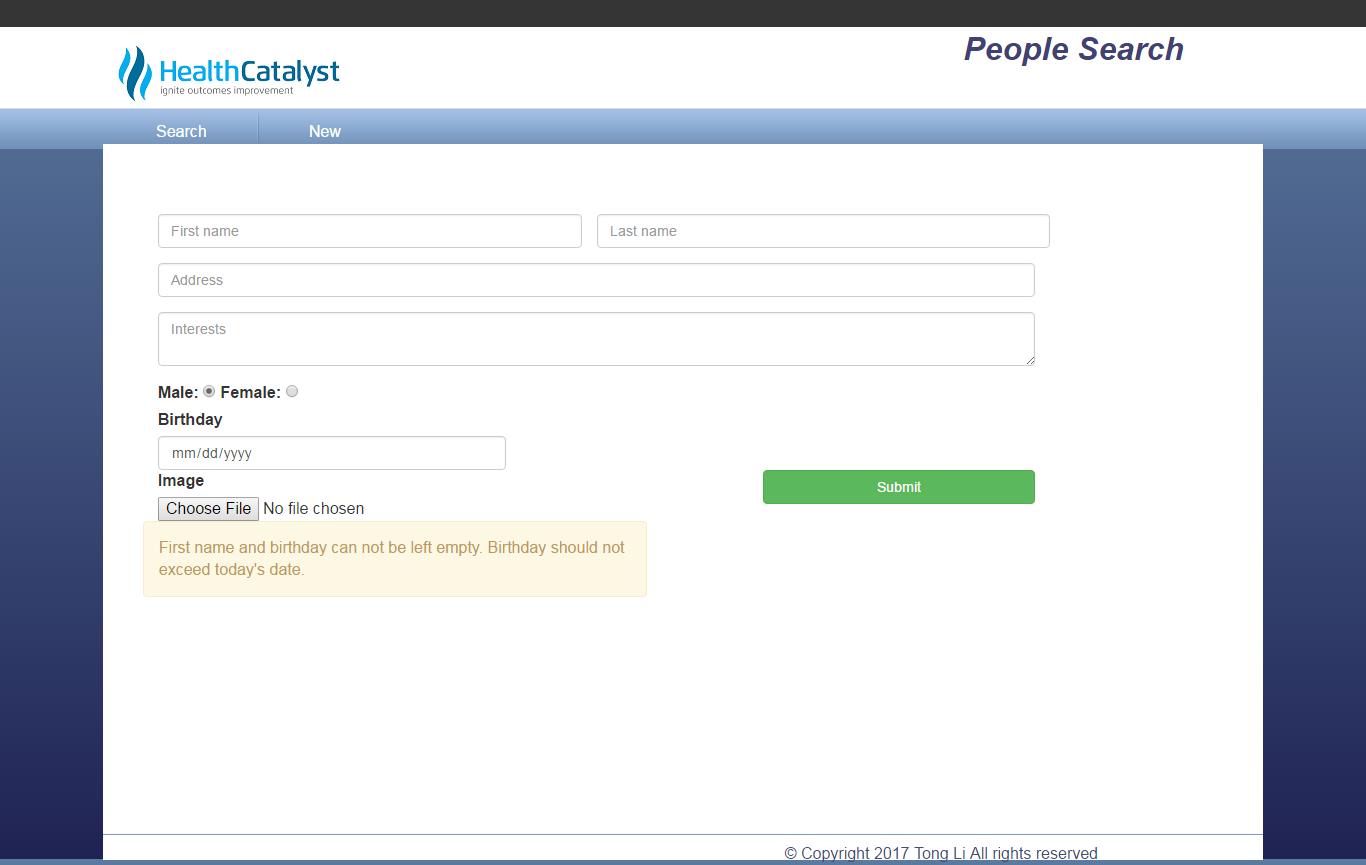 HealthCatalyst
ignite outcomes improvement
People Search
Search New
First name Last name
Address
Interests
Male: Female:
Birthday
mm/dd/yyyy
Image
Submit
Choose File No file chosen
First name and birthday can not be left empty. Birthday should not
exceed today's date.
© Copyright 2017 Tong Li All rights reserved